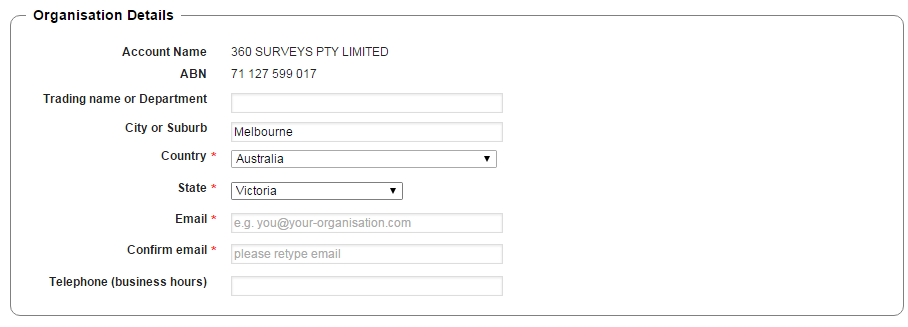 Organisation Details
Account Name 360 SURVEYS PTY LIMITED
ABN 71 127 599 017
Trading name or Department
City or Suburb Melbourne
Country * Australia ▼
State * Victoria ▼
Email * e.g. you@your-organisation.com
Confirm email * please retype email
Telephone (business hours)